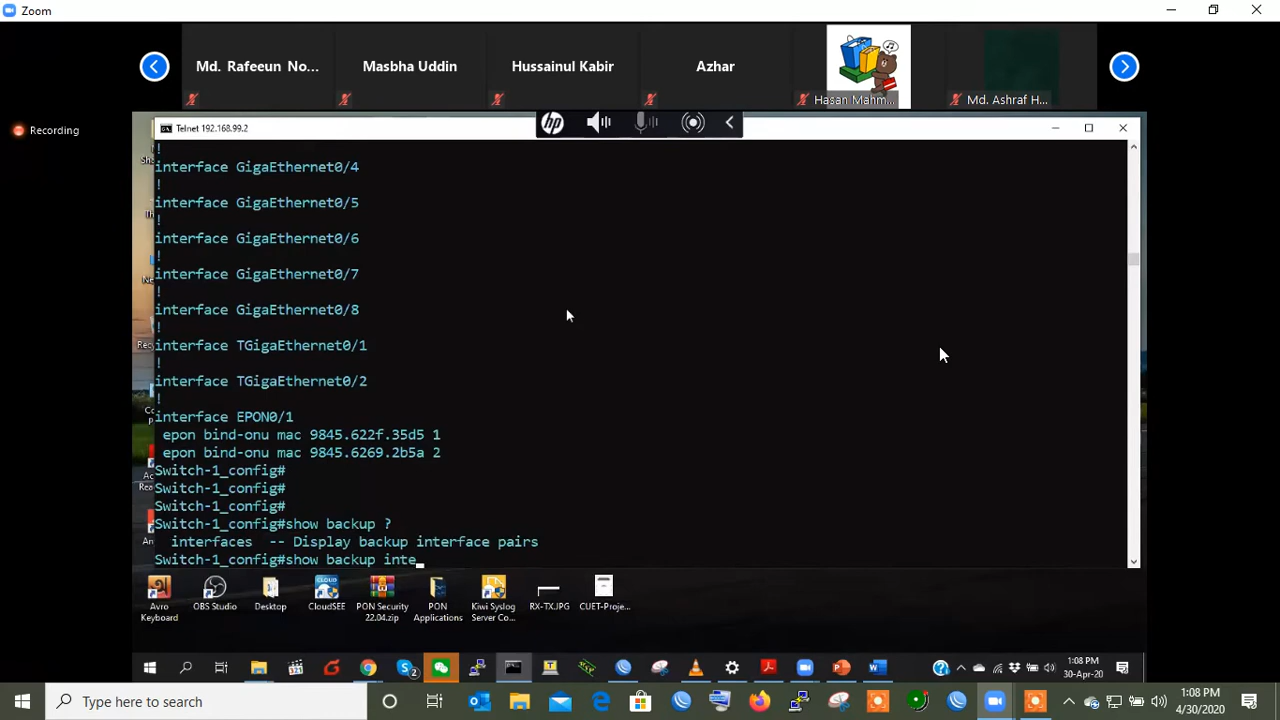 Zoom
Md. Rafeeun No...
Masbha Uddin
Hussainul Kabir
Azhar
Hasan Mahm...
Md. Ashraf H...
Recording
Telnet 192.168.99.2
hp
!
interface GigaEthernet0/4
!
interface GigaEthernet0/5
!
interface GigaEthernet0/6
!
interface GigaEthernet0/7
!
interface GigaEthernet0/8
!
interface TGigaEthernet0/1
!
interface TGigaEthernet0/2
!
interface EPON0/1
epon bind-onu mac 9845.622f.35d5 1
epon bind-onu mac 9845.6269.2b5a 2
Switch-1_config#
Switch-1_config#
Switch-1_config#
Switch-1_config#show backup ?
interfaces -- Display backup interface pairs
Switch-1_config#show backup inte
Avro
Keyboard
OBS Studio
Desktop
CLOUD
CloudSEE
PON Security
22.04.zip
PON
Applications
Kiwi Syslog
Server Co...
RX-TX.JPG
CUET-Proje...
1:08 PM
30-Apr-20
Type here to search
1:08 PM
4/30/2020